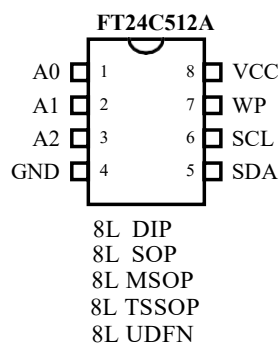 FT24C512A
A0 1 8 VCC
A1 2 7 WP
A2 3 6 SCL
GND 4 5 SDA
8L DIP
8L SOP
8L MSOP
8L TSSOP
8L UDFN